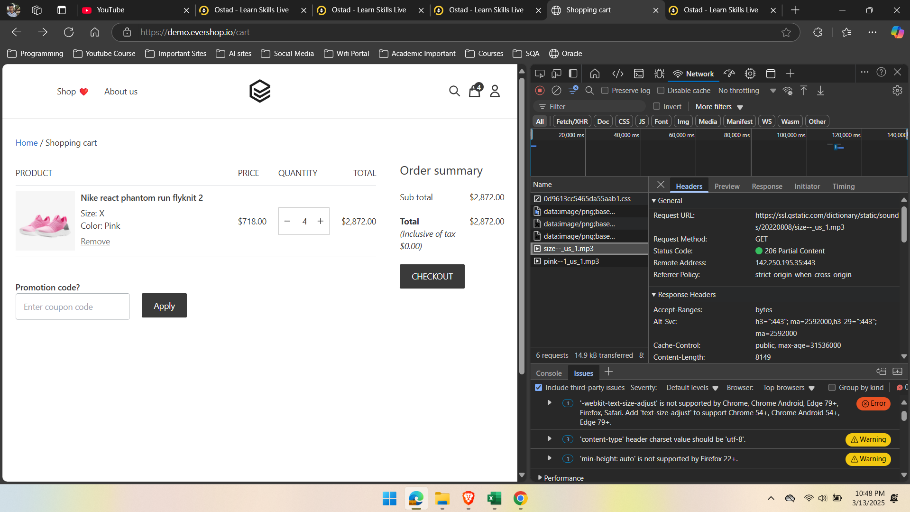 YouTube
Ostad - Learn Skills Live
Ostad - Learn Skills Live
Ostad - Learn Skills Live
Shopping cart
Ostad - Learn Skills Live
https://demo.evershop.io/cart
Programming
Youtube Course
Important Sites
AI sites
Social Media
Wifi Portal
Academic Important
Courses
SQA
Oracle
Shop
About us
4
Home / Shopping cart
PRODUCT
PRICE
QUANTITY
TOTAL
Nike react phantom run flyknit 2
Size: X
Color: Pink
Remove
$718.00
4
$2,872.00
Order summary
Sub total
$2,872.00
Total
$2,872.00
(Inclusive of tax
$0.00)
CHECKOUT
Promotion code?
Enter coupon code
Apply
Network
Preserve log
Disable cache
No throttling
Filter
Invert
More filters
All
Fetch/XHR
Doc
CSS
JS
Font
Img
Media
Manifest
WS
Wasm
Other
20,000 ms
40,000 ms
60,000 ms
80,000 ms
100,000 ms
120,000 ms
Name
Headers
Preview
Response
Initiator
Timing
0d9613cc5465da55aab1.css
data:image/png;base...
data:image/png;base...
data:image/png;base...
size--_us_1.mp3
pink--1_us_1.mp3
General
Request URL:
https://ssl.gstatic.com/dictionary/static/sound
s/20220808/size--_us_1.mp3
Request Method:
GET
Status Code:
206 Partial Content
Remote Address:
142.250.195.35:443
Referrer Policy:
strict-origin-when-cross-origin
Response Headers
Accept-Ranges:
bytes
Alt-Svc:
h3=":443"; ma=2592000,h3-29=":443";
ma=2592000
Cache-Control:
public, max-age=31536000
Content-Length:
8149
6 requests
14.9 kB transferred
Console
Issues
Include third-party issues
Severity:
Default levels
Browser:
Top browsers
Group by kind
1
'-webkit-text-size-adjust' is not supported by Chrome, Chrome Android, Edge 79+,
Firefox, Safari. Add 'text-size-adjust' to support Chrome 54+, Chrome Android 54+,
Edge 79+.
Error
1
'content-type' header charset value should be 'utf-8'.
Warning
1
'min-height: auto' is not supported by Firefox 22+.
Warning
Performance
10:48 PM
3/13/2025